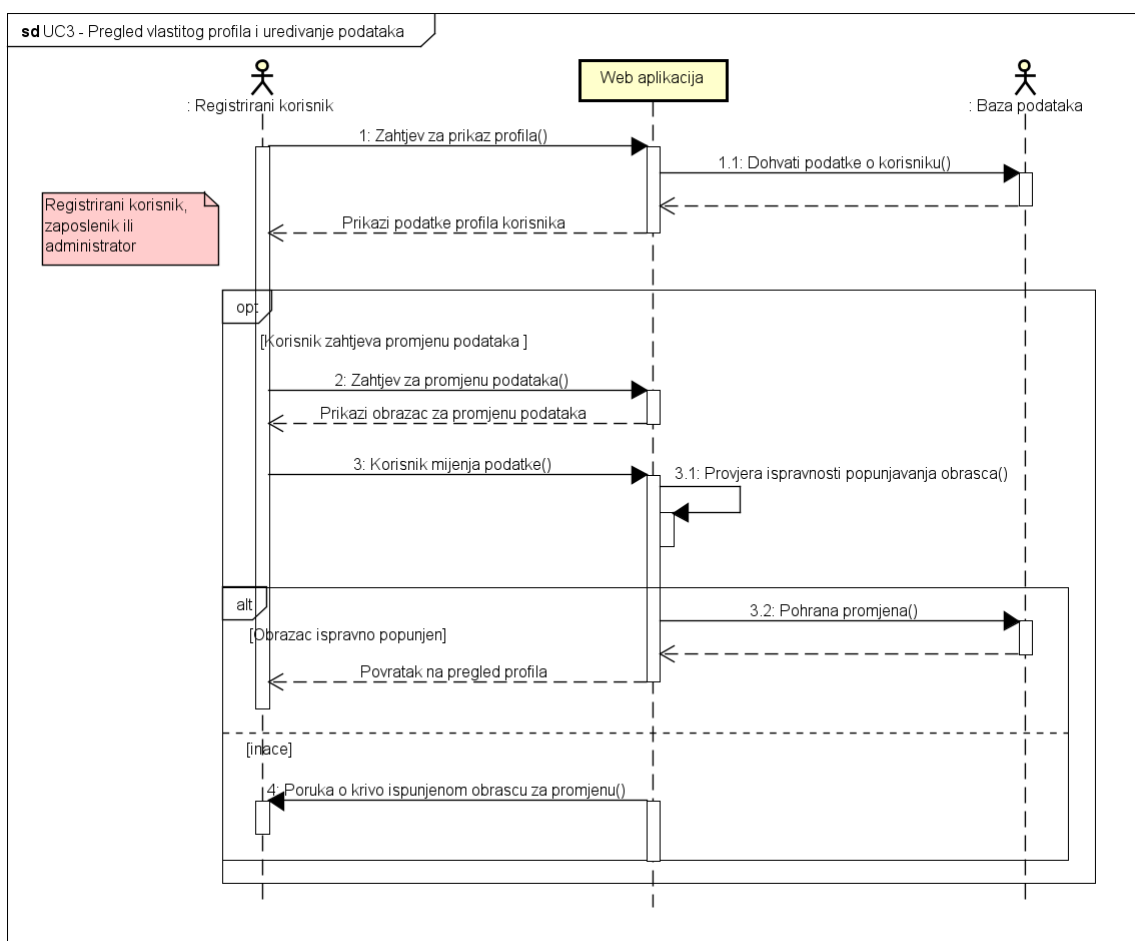 sd UC3 - Pregled vlastitog profila i uredivanje podataka
: Registrirani korisnik
Web aplikacija
: Baza podataka
1: Zahtjev za prikaz profila()
1.1: Dohvati podatke o korisniku()
Registrirani korisnik,
zaposlenik ili
administrator
Prikazi podatke profila korisnika
opt
[Korisnik zahtjeva promjenu podataka ]
2: Zahtjev za promjenu podataka()
Prikazi obrazac za promjenu podataka
3: Korisnik mijenja podatke()
3.1: Provjera ispravnosti popunjavanja obrasca()
alt
3.2: Pohrana promjena()
[Obrazac ispravno popunjen]
Povratak na pregled profila
[inace]
4: Poruka o krivo ispunjenom obrascu za promjenu()